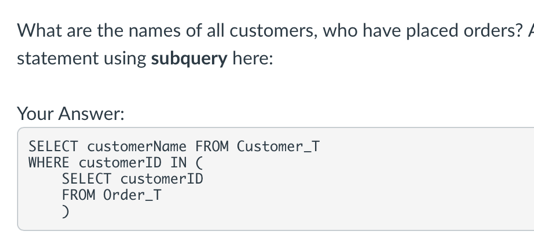 What are the names of all customers, who have placed orders? A
statement using subquery here:
Your Answer:
SELECT customerName FROM Customer_T
WHERE customerID IN (
SELECT customerID
FROM Order_T
)